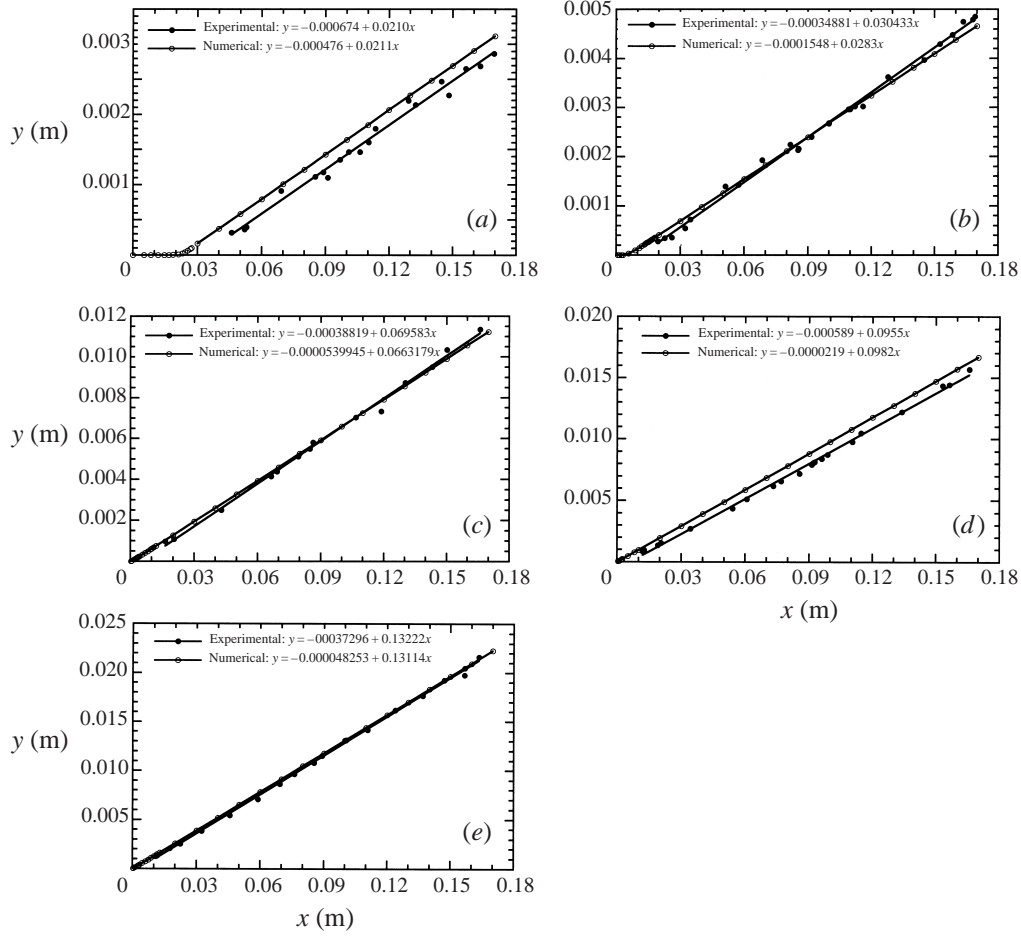 Experimental: y = −0.000674 + 0.0210x
Numerical: y = −0.000476 + 0.0211x
0.003
0.002
0.001
y (m)
(a)
0 0.03 0.06 0.09 0.12 0.15 0.18
Experimental: y = −0.00034881 + 0.030433x
Numerical: y = −0.0001548 + 0.0283x
0.005
0.004
0.003
0.002
0.001
(b)
0 0.03 0.06 0.09 0.12 0.15 0.18
Experimental: y = −0.00038819 + 0.069583x
Numerical: y = −0.0000539945 + 0.0663179x
0.012
0.010
0.008
0.006
0.004
0.002
y (m)
(c)
0 0.03 0.06 0.09 0.12 0.15 0.18
Experimental: y = −0.000589 + 0.0955x
Numerical: y = −0.0000219 + 0.0982x
0.020
0.015
0.010
0.005
(d)
0 0.03 0.06 0.09 0.12 0.15 0.18
x (m)
Experimental: y = −00037296 + 0.13222x
Numerical: y = −0.000048253 + 0.13114x
0.025
0.020
0.015
0.010
0.005
y (m)
(e)
0 0.03 0.06 0.09 0.12 0.15 0.18
x (m)